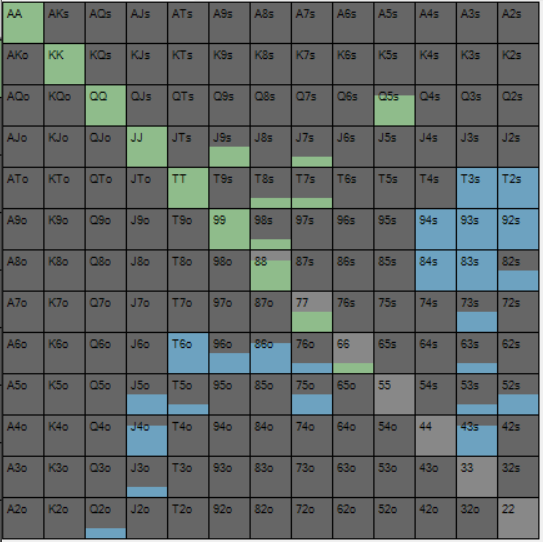 AA AKs AQs AJs ATs A9s A8s A7s A6s A5s A4s A3s A2s
AKo KK KQs KJs KTs K9s K8s K7s K6s K5s K4s K3s K2s
AQo KQo QQ QJs QTs Q9s Q8s Q7s Q6s Q5s Q4s Q3s Q2s
AJo KJo QJo JJ JTs J9s J8s J7s J6s J5s J4s J3s J2s
ATo KTo QTo JTo TT T9s T8s T7s T6s T5s T4s T3s T2s
A9o K9o Q9o J9o T9o 99 98s 97s 96s 95s 94s 93s 92s
A8o K8o Q8o J8o T8o 98o 88 87s 86s 85s 84s 83s 82s
A7o K7o Q7o J7o T7o 97o 87o 77 76s 75s 74s 73s 72s
A6o K6o Q6o J6o T6o 96o 86o 76o 66 65s 64s 63s 62s
A5o K5o Q5o J5o T5o 95o 85o 75o 65o 55 54s 53s 52s
A4o K4o Q4o J4o T4o 94o 84o 74o 64o 54o 44 43s 42s
A3o K3o Q3o J3o T3o 93o 83o 73o 63o 53o 43o 33 32s
A2o K2o Q2o J2o T2o 92o 82o 72o 62o 52o 42o 32o 22